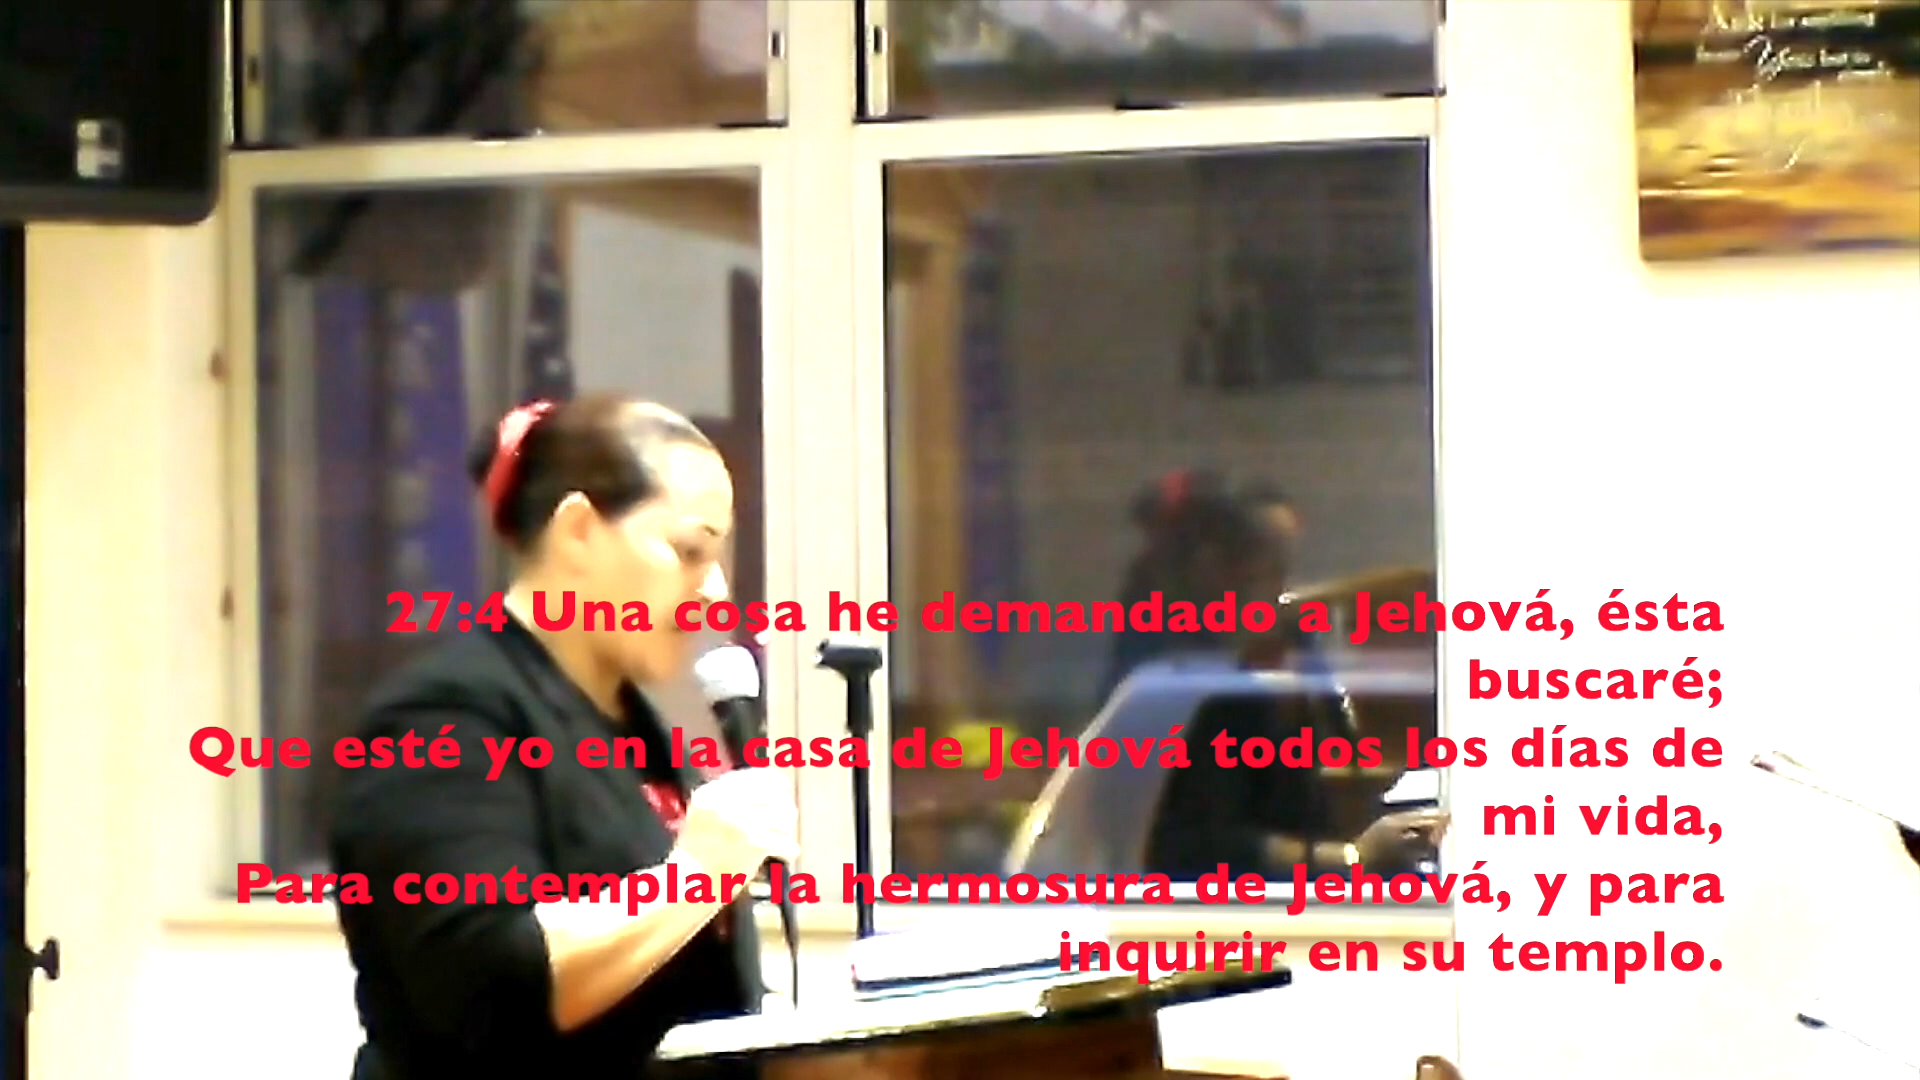 27:4 Una cosa he demandado a Jehová, ésta
buscaré;
Que esté yo en la casa de Jehová todos los días de
mi vida,
Para contemplar la hermosura de Jehová, y para
inquirir en su templo.